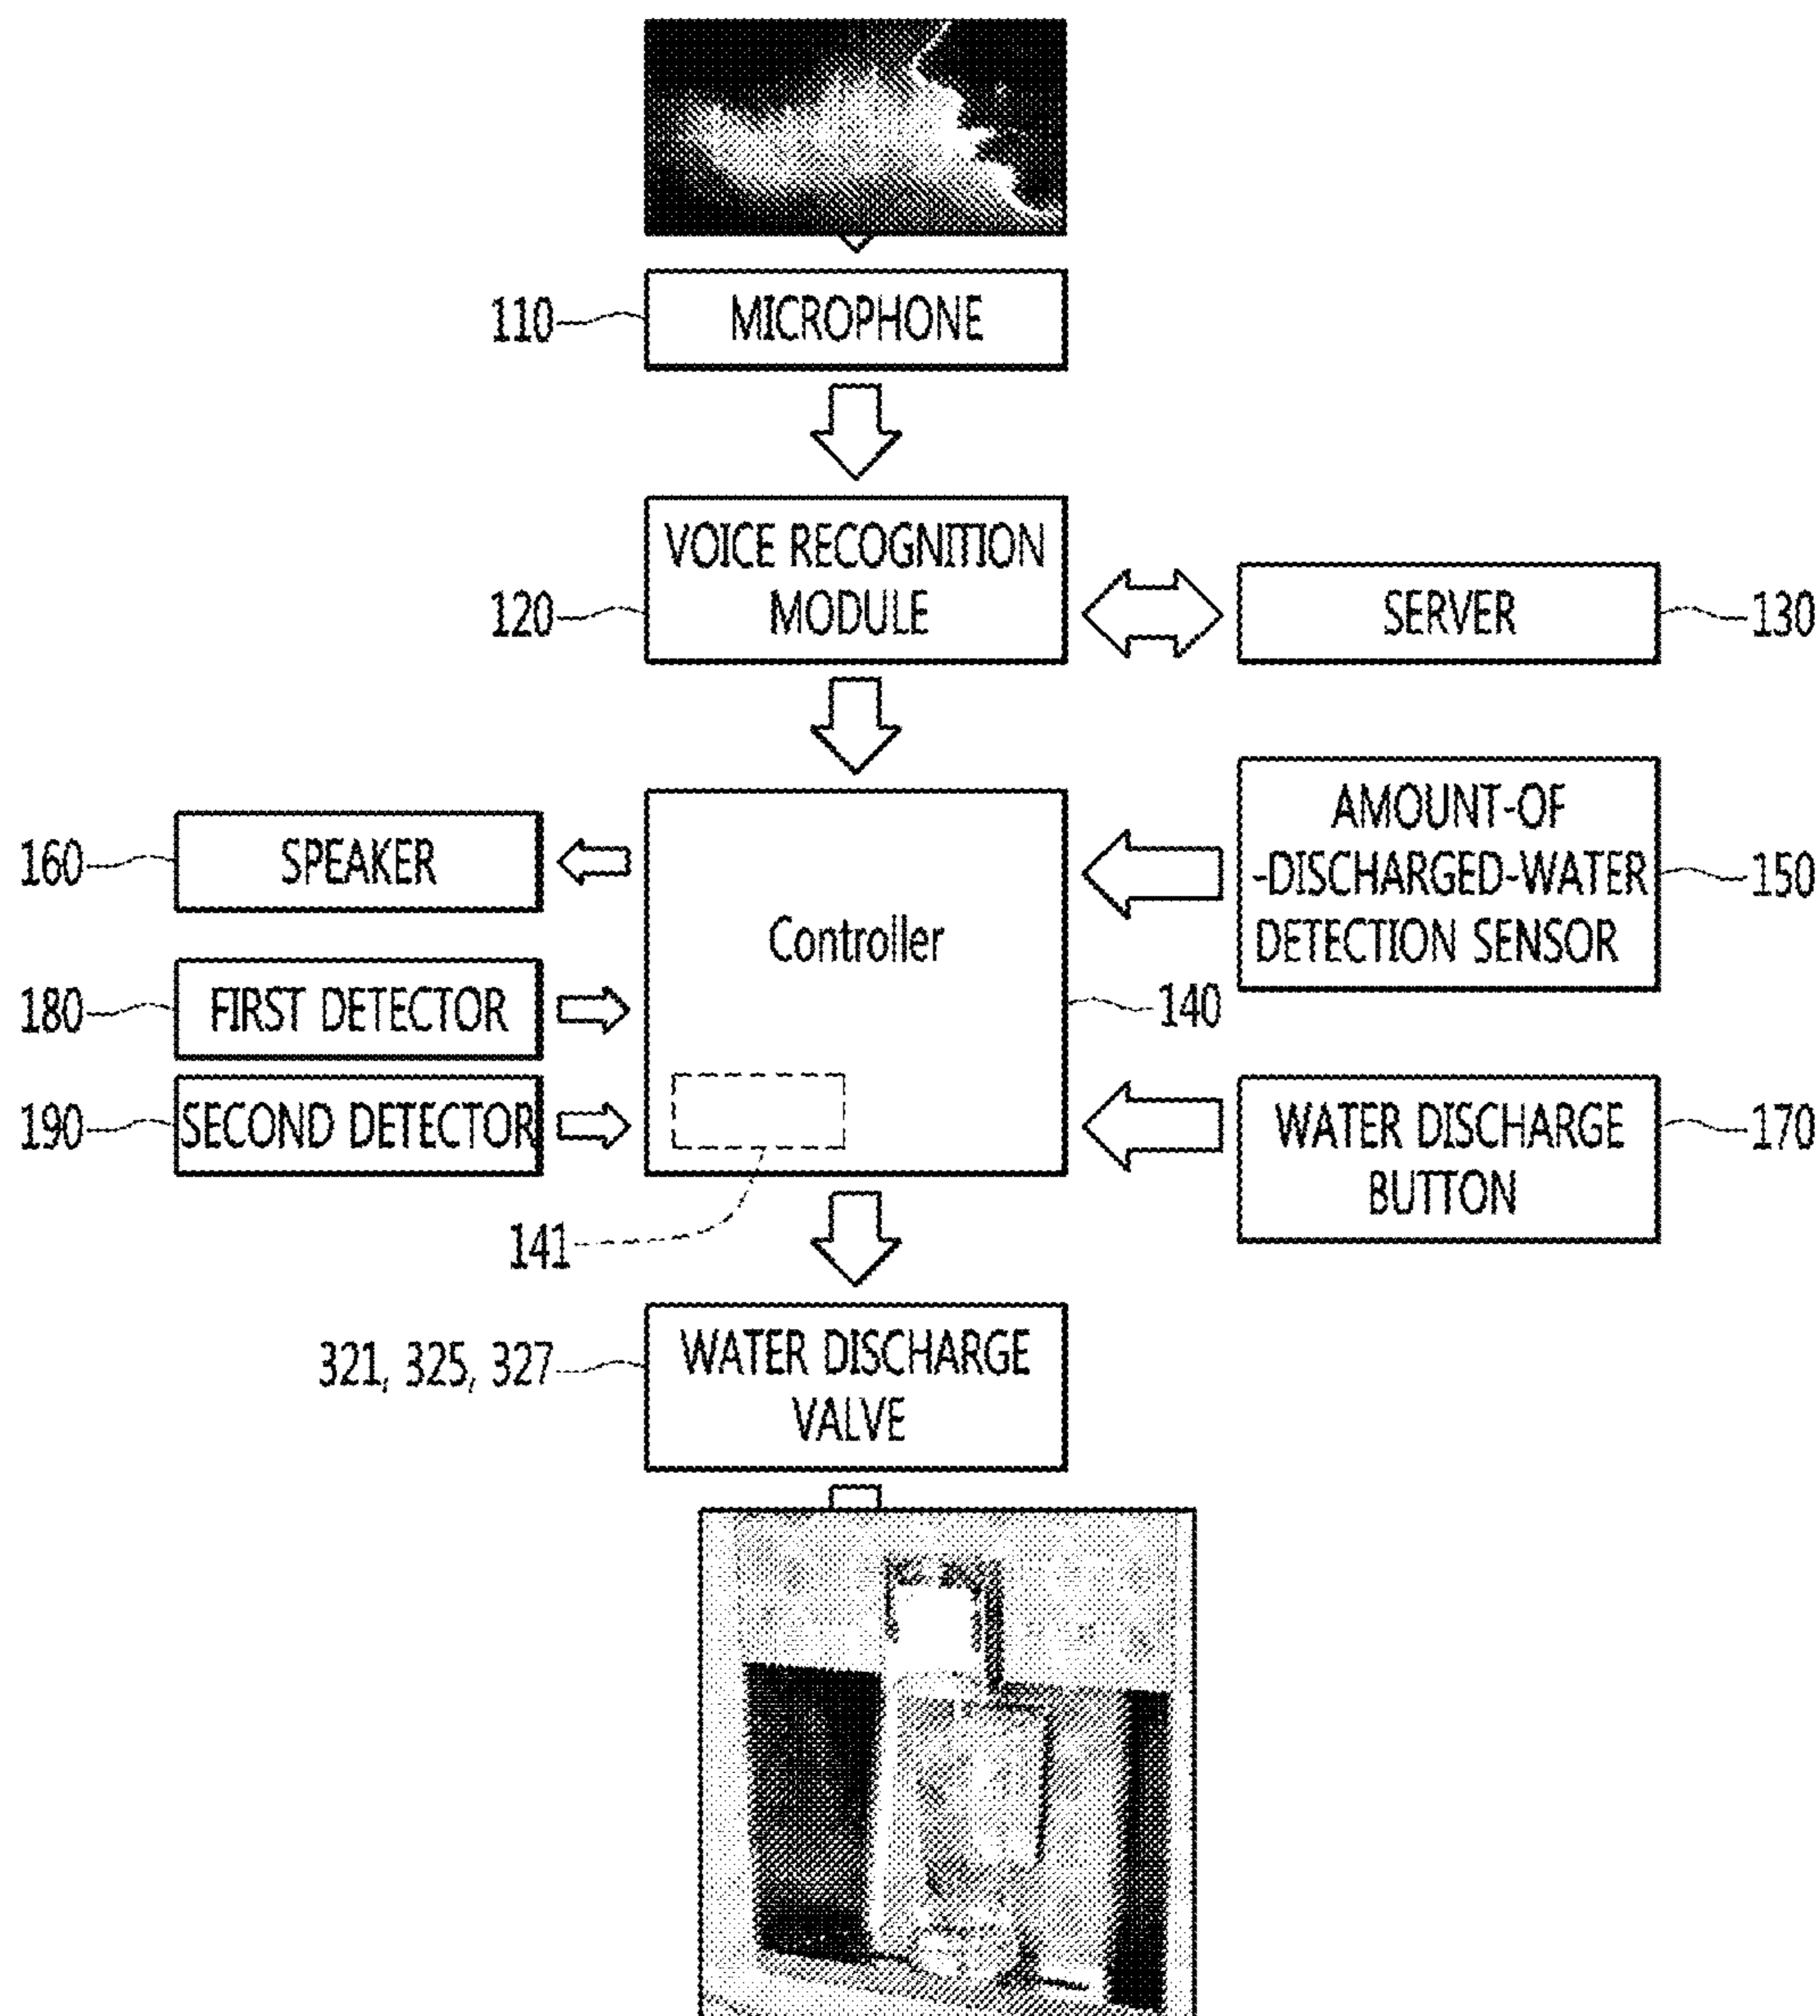 110
MICROPHONE
120
VOICE RECOGNITION
MODULE
SERVER
130
160
SPEAKER
AMOUNT-OF
-DISCHARGED-WATER
DETECTION SENSOR
150
Controller
180
FIRST DETECTOR
140
190
SECOND DETECTOR
WATER DISCHARGE
BUTTON
170
141
321, 325, 327
WATER DISCHARGE
VALVE